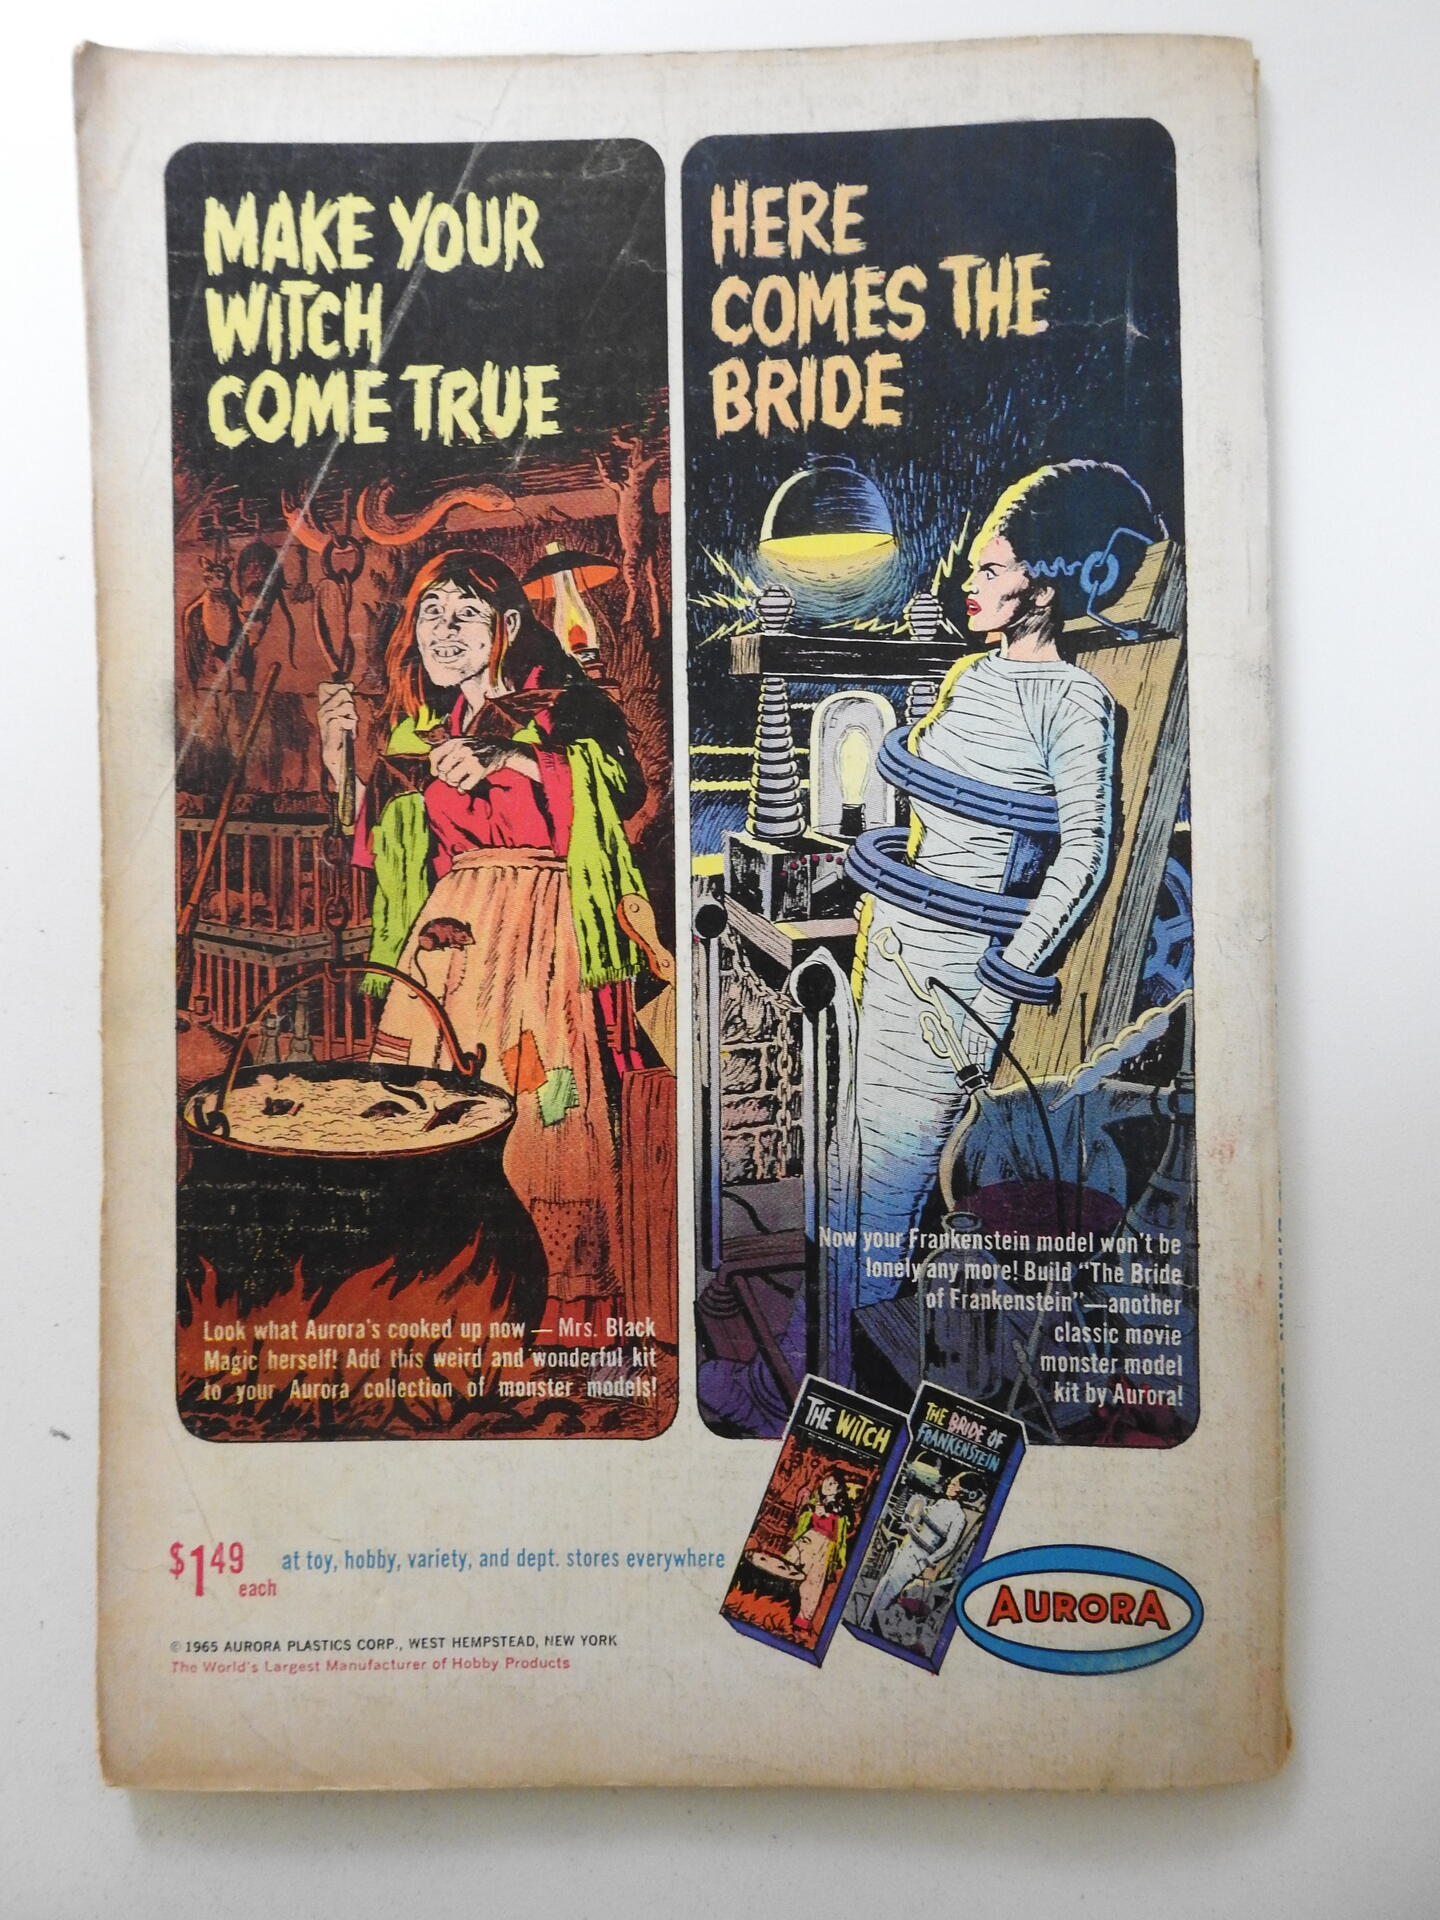 MAKE YOUR
WITCH
COME TRUE
Look what Aurora's cooked up now — Mrs. Black
Magic herself! Add this weird and wonderful kit
to your Aurora collection of monster models!
HERE
COMES THE
BRIDE
Now your Frankenstein model won't be
lonely any more! Build "The Bride
of Frankenstein"—another
classic movie
monster model
kit by Aurora!
THE WITCH
THE BRIDE OF
FRANKENSTEIN
$1.49 each at toy, hobby, variety, and dept. stores everywhere
AURORA
© 1965 AURORA PLASTICS CORP., WEST HEMPSTEAD, NEW YORK
The World's Largest Manufacturer of Hobby Products